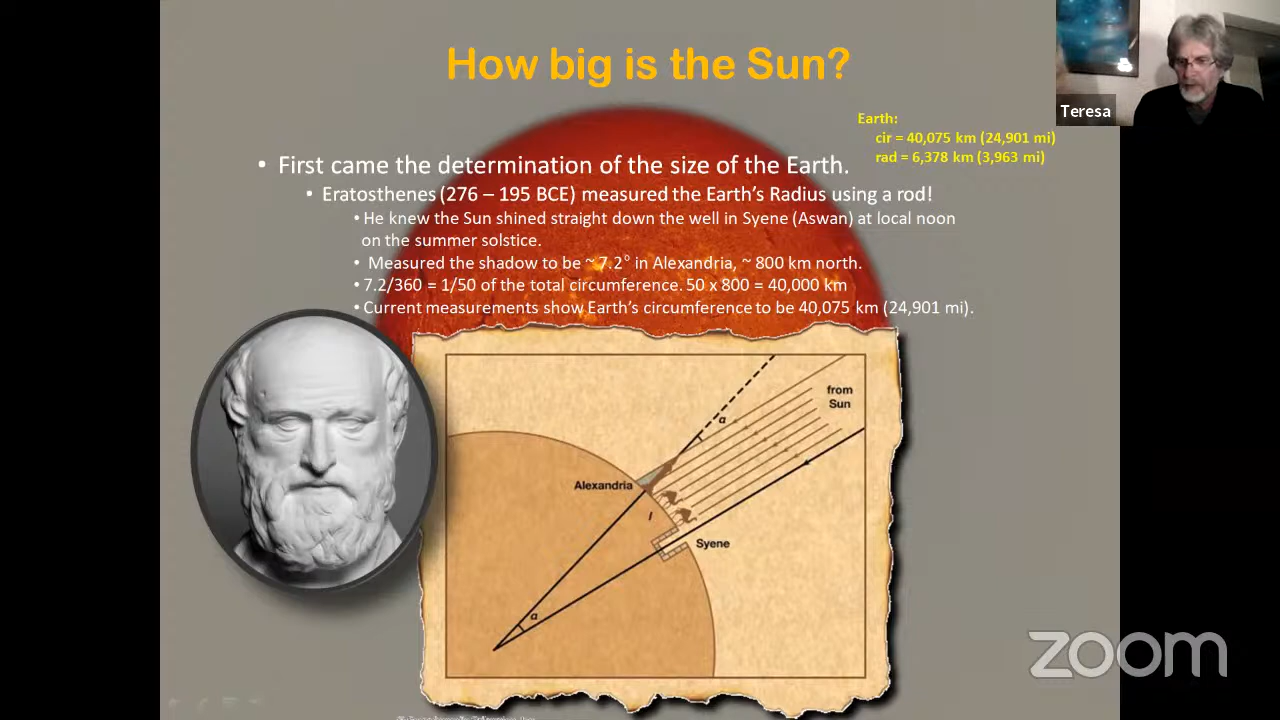 How big is the Sun?
Teresa
Earth:
cir = 40,075 km (24,901 mi)
rad = 6,378 km (3,963 mi)
• First came the determination of the size of the Earth.
• Eratosthenes (276 – 195 BCE) measured the Earth's Radius using a rod!
• He knew the Sun shined straight down the well in Syene (Aswan) at local noon
on the summer solstice.
• Measured the shadow to be ~ 7.2° in Alexandria, ~ 800 km north.
• 7.2/360 = 1/50 of the total circumference. 50 x 800 = 40,000 km
• Current measurements show Earth's circumference to be 40,075 km (24,901 mi).
from
Sun
α
Alexandria
l
Syene
α
zoom